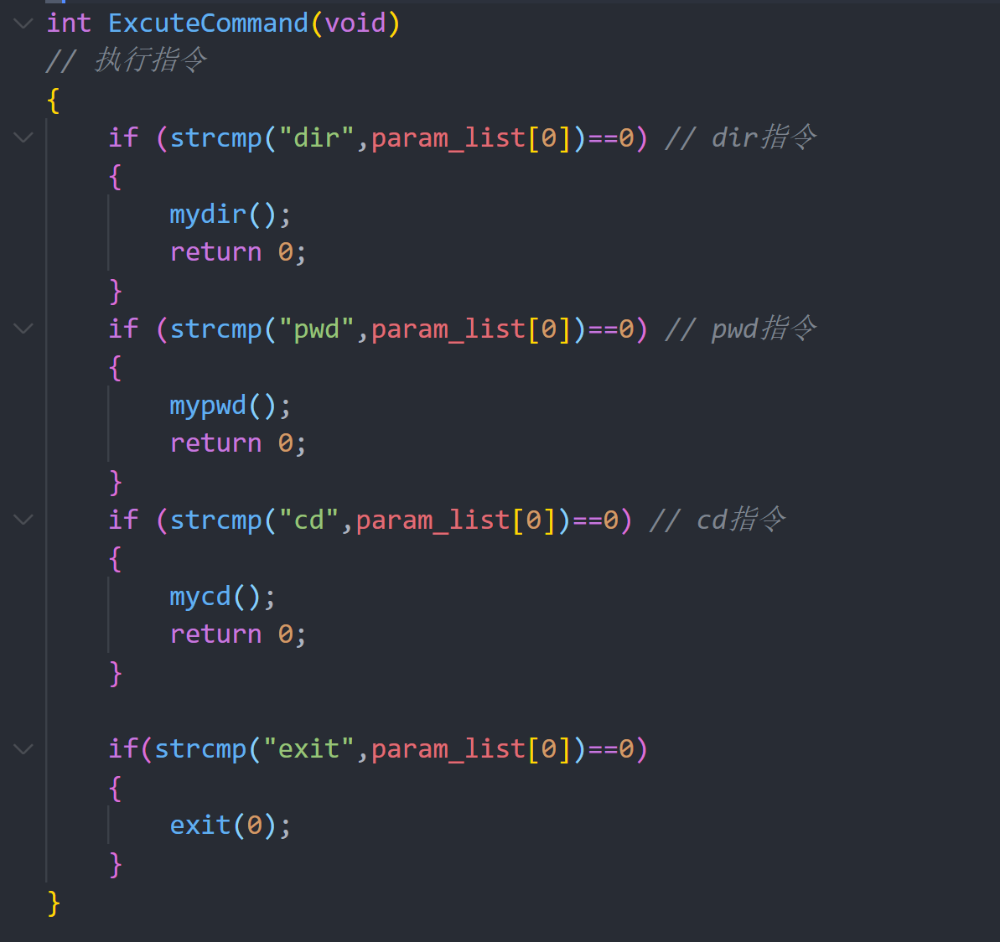 int ExcuteCommand(void)
// 执行指令
{
    if (strcmp("dir",param_list[0])==0) // dir指令
    {
        mydir();
        return 0;
    }
    if (strcmp("pwd",param_list[0])==0) // pwd指令
    {
        mypwd();
        return 0;
    }
    if (strcmp("cd",param_list[0])==0) // cd指令
    {
        mycd();
        return 0;
    }

    if(strcmp("exit",param_list[0])==0)
    {
        exit(0);
    }
}